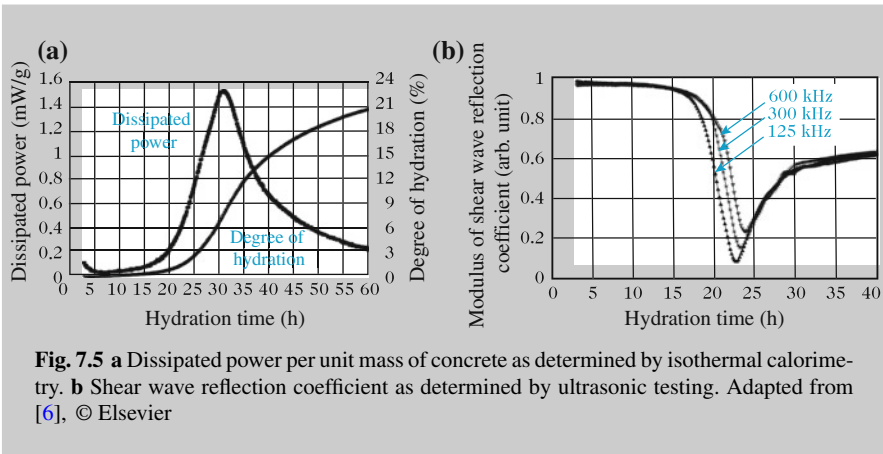 (a)
Dissipated power (mW/g)
1.6
1.4
1.2
1
0.8
0.6
0.4
0.2
0
24
21
18
15
12
9
6
3
0
Degree of hydration (%)
Dissipated
power
Degree of
hydration
0 5 10 15 20 25 30 35 40 45 50 55 60
Hydration time (h)
(b)
Modulus of shear wave reflection
coefficient (arb. unit)
1
0.8
0.6
0.4
0.2
0
600 kHz
300 kHz
125 kHz
0 5 10 15 20 25 30 35 40
Hydration time (h)
Fig. 7.5 a Dissipated power per unit mass of concrete as determined by isothermal calorime-
try. b Shear wave reflection coefficient as determined by ultrasonic testing. Adapted from
[6], © Elsevier